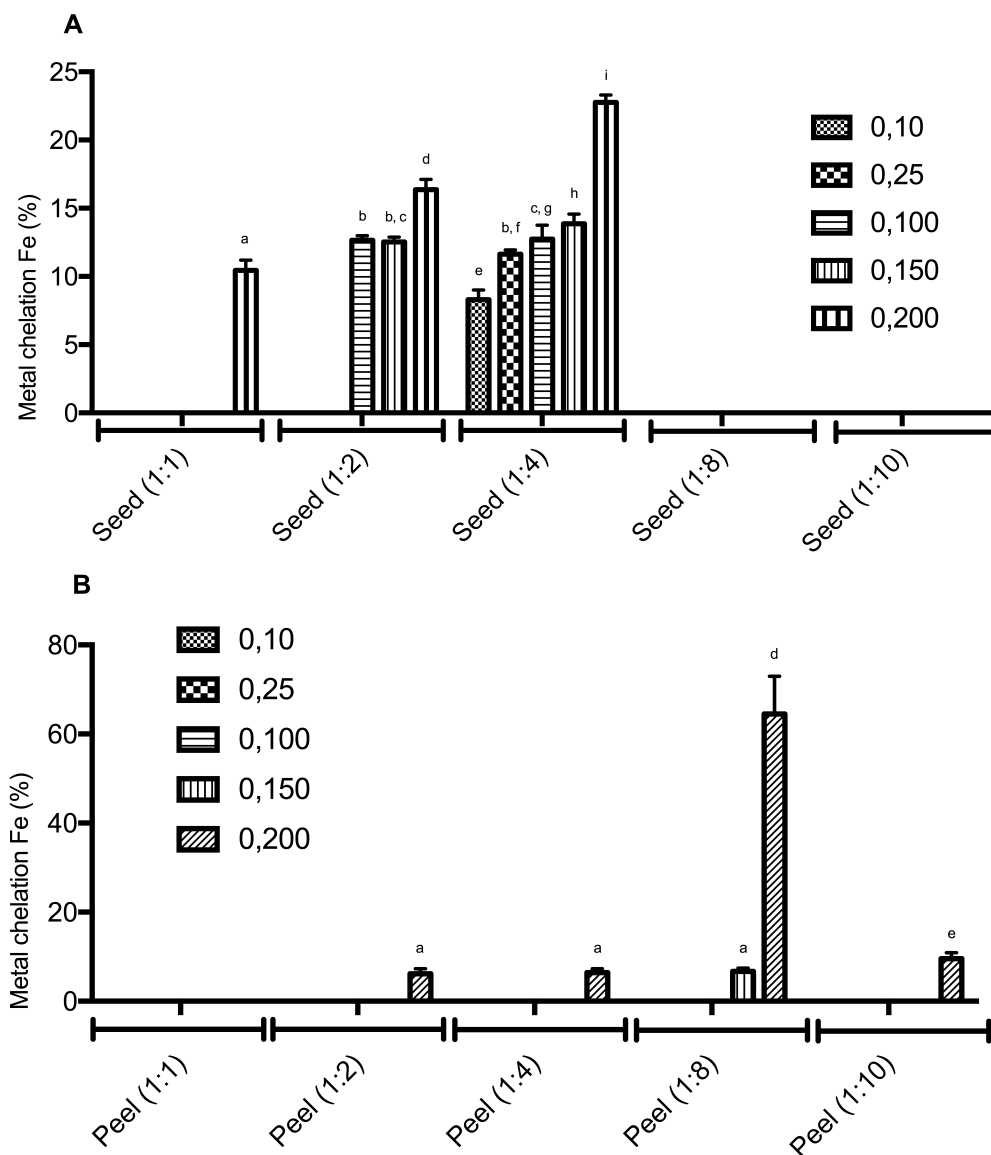 A
Metal chelation Fe (%)
25
20
15
10
5
0
a
b
b, c
d
e
b, f
c, g
h
i
0,10
0,25
0,100
0,150
0,200
Seed (1:1)
Seed (1:2)
Seed (1:4)
Seed (1:8)
Seed (1:10)
B
Metal chelation Fe (%)
80
60
40
20
0
0,10
0,25
0,100
0,150
0,200
a
a
a
d
e
Peel (1:1)
Peel (1:2)
Peel (1:4)
Peel (1:8)
Peel (1:10)